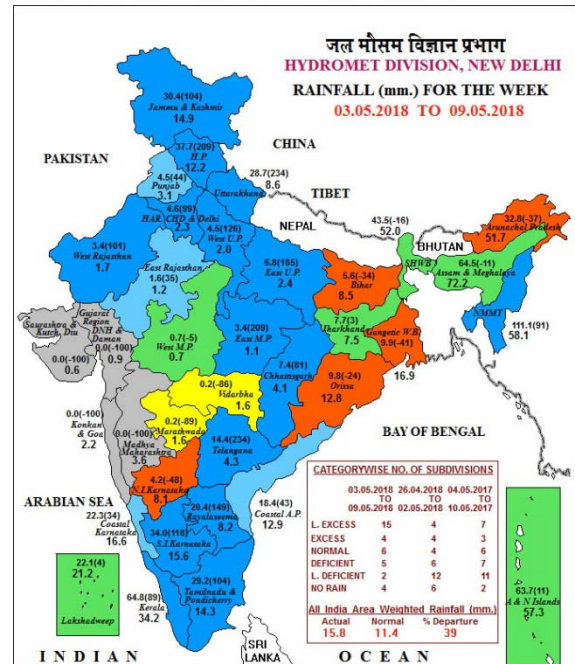 जल मौसम विज्ञान प्रभाग
HYDROMET DIVISION, NEW DELHI
RAINFALL (mm.) FOR THE WEEK
03.05.2018 TO 09.05.2018
30.4(104)
Jammu & Kashmir
14.9
CHINA
PAKISTAN
37.7(209)
H.P.
12.2
4.5(44)
Punjab
3.1
28.7(234)
8.6
Uttarakhand
TIBET
4.6(99)
HAR. CHD & Delhi
2.3
4.5(126)
West U.P.
2.0
NEPAL
43.5(-16)
52.0
32.8(-37)
Arunachal Pradesh
51.7
BHUTAN
3.4(101)
West Rajasthan
1.7
East Rajasthan
1.6(35)
1.2
6.8(185)
East U.P.
2.4
5.6(-34)
Bihar
8.5
SHWB
64.5(-11)
Assam & Meghalaya
72.2
NMMT
111.1(91)
58.1
Saurashtra &
Kutch, Diu
0.0(-100)
0.6
Gujarat
Region
DNH &
Daman
0.0(-100)
0.9
0.7(-5)
West M.P.
0.7
3.4(209)
East M.P.
1.1
7.7(3)
Jharkhand
7.5
Gangetic W.B.
9.9(-41)
16.9
7.4(81)
Chhattisgarh
4.1
9.8(-24)
Orissa
12.8
0.2(-86)
Vidarbha
1.6
0.2(-89)
Marathwada
1.6
0.0(-100)
Konkan
& Goa
2.2
0.0(-100)
Madhya
Maharashtra
3.6
14.4(234)
Telangana
4.3
BAY OF BENGAL
ARABIAN SEA
4.2(-48)
N.I.Karnataka
8.1
20.4(149)
Rayalaseema
8.2
18.4(43)
Coastal A.P.
12.9
22.3(34)
Coastal
Karnataka
16.6
34.0(118)
S.I.Karnataka
15.6
22.1(4)
21.2
Lakshadweep
64.8(89)
Kerala
34.2
29.2(104)
Tamilnadu &
Pondicherry
14.3
63.7(11)
A & N Islands
57.3
CATEGORYWISE NO. OF SUBDIVISIONS
03.05.2018 26.04.2018 04.05.2017
TO TO TO
09.05.2018 02.05.2018 10.05.2017
L. EXCESS 15 4 7
EXCESS 4 4 3
NORMAL 6 4 6
DEFICIENT 5 6 7
L. DEFICIENT 2 12 11
NO RAIN 4 6 2
All India Area Weighted Rainfall (mm.)
Actual Normal % Departure
15.8 11.4 39
SRI
LANKA
INDIAN OCEAN